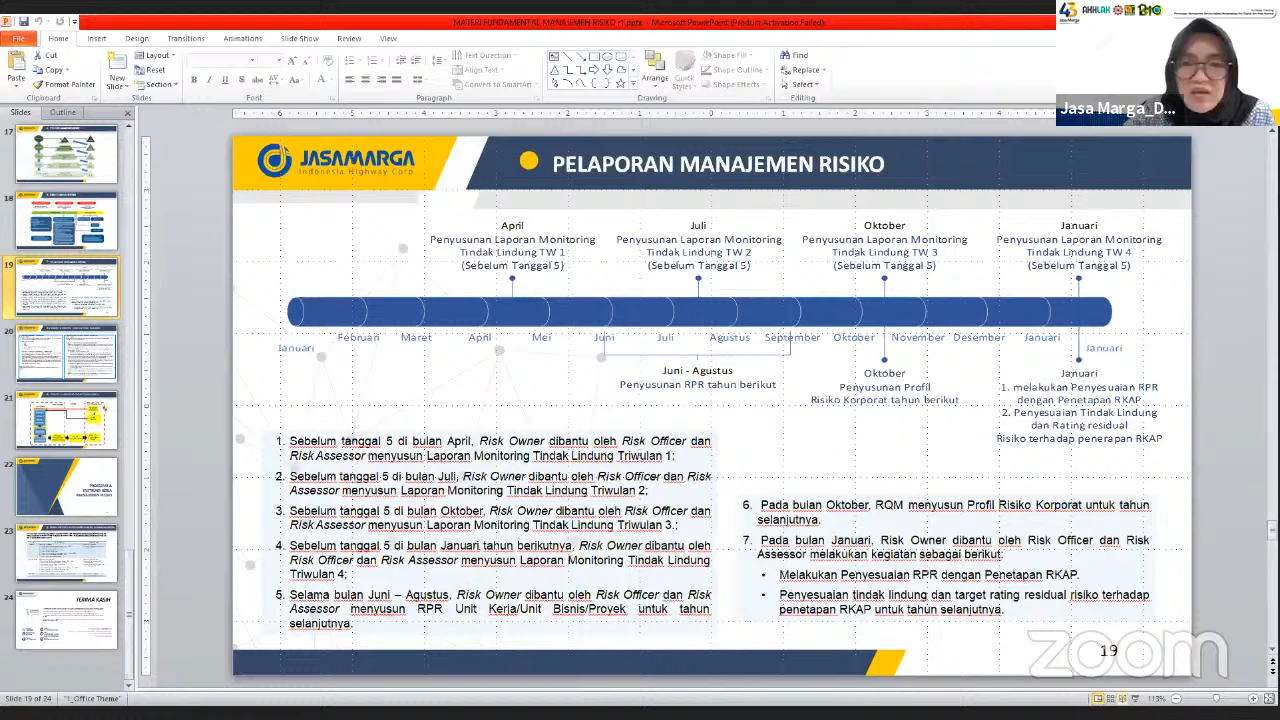 MATERI FUNDAMENTAL MANAJEMEN RISIKO r1.pptx - Microsoft PowerPoint (Product Activation Failed)
File Home Insert Design Transitions Animations Slide Show Review View
Paste
Cut
Copy
Format Painter
Clipboard
New Slide
Layout
Reset
Section
Slides
Font
Text Direction
Align Text
Convert to SmartArt
Paragraph
Arrange
Quick Styles
Shape Fill
Shape Outline
Shape Effects
Drawing
Find
Replace
Select
Editing
43
AKHLAK
Jasa Marga_D...
Slides Outline
17
18
19
20
21
22
23
24
TERIMA KASIH
JASAMARGA
Indonesia Highway Corp.
PELAPORAN MANAJEMEN RISIKO
April
Penyusunan Laporan Monitoring
Tindak Lindung TW 1
(Sebelum Tanggal 5)
Juli
Penyusunan Laporan Monitoring
Tindak Lindung TW 2
(Sebelum Tanggal 5)
Oktober
Penyusunan Laporan Monitoring
Tindak Lindung TW 3
(Sebelum Tanggal 5)
Januari
Penyusunan Laporan Monitoring
Tindak Lindung TW 4
(Sebelum Tanggal 5)
Januari Februari Maret April Mei Juni Juli Agustus September Oktober November Desember Januari Januari
Juni - Agustus
Penyusunan RPR tahun berikut
Oktober
Penyusunan Profil
Risiko Korporat tahun berikut
Januari
1. melakukan Penyesuaian RPR
dengan Penetapan RKAP
2. Penyesuaian Tindak Lindung
dan Rating residual
Risiko terhadap penerapan RKAP
1. Sebelum tanggal 5 di bulan April, Risk Owner dibantu oleh Risk Officer dan
Risk Assessor menyusun Laporan Monitoring Tindak Lindung Triwulan 1;
2. Sebelum tanggal 5 di bulan Juli, Risk Owner dibantu oleh Risk Officer dan Risk
Assessor menyusun Laporan Monitoring Tindak Lindung Triwulan 2;
3. Sebelum tanggal 5 di bulan Oktober, Risk Owner dibantu oleh Risk Officer dan
Risk Assessor menyusun Laporan Monitoring Tindak Lindung Triwulan 3.;
4. Sebelum tanggal 5 di bulan Januari tahun berikutnya Risk Owner dibantu oleh
Risk Officer dan Risk Assessor menyusun Laporan Monitoring Tindak Lindung
Triwulan 4;
5. Selama bulan Juni – Agustus, Risk Owner dibantu oleh Risk Officer dan Risk
Assessor menyusun RPR Unit Kerja/Unit Bisnis/Proyek untuk tahun
selanjutnya.
Pada bulan Oktober, RQM menyusun Profil Risiko Korporat untuk tahun
selanjutnya.
Pada bulan Januari, Risk Owner dibantu oleh Risk Officer dan Risk
Assessor melakukan kegiatan sebagai berikut:
• Melakukan Penyesuaian RPR dengan Penetapan RKAP.
• Penyesuaian tindak lindung dan target rating residual risiko terhadap
penetapan RKAP untuk tahun selanjutnya.
19
zoom
Slide 19 of 24 "1_Office Theme" 113%